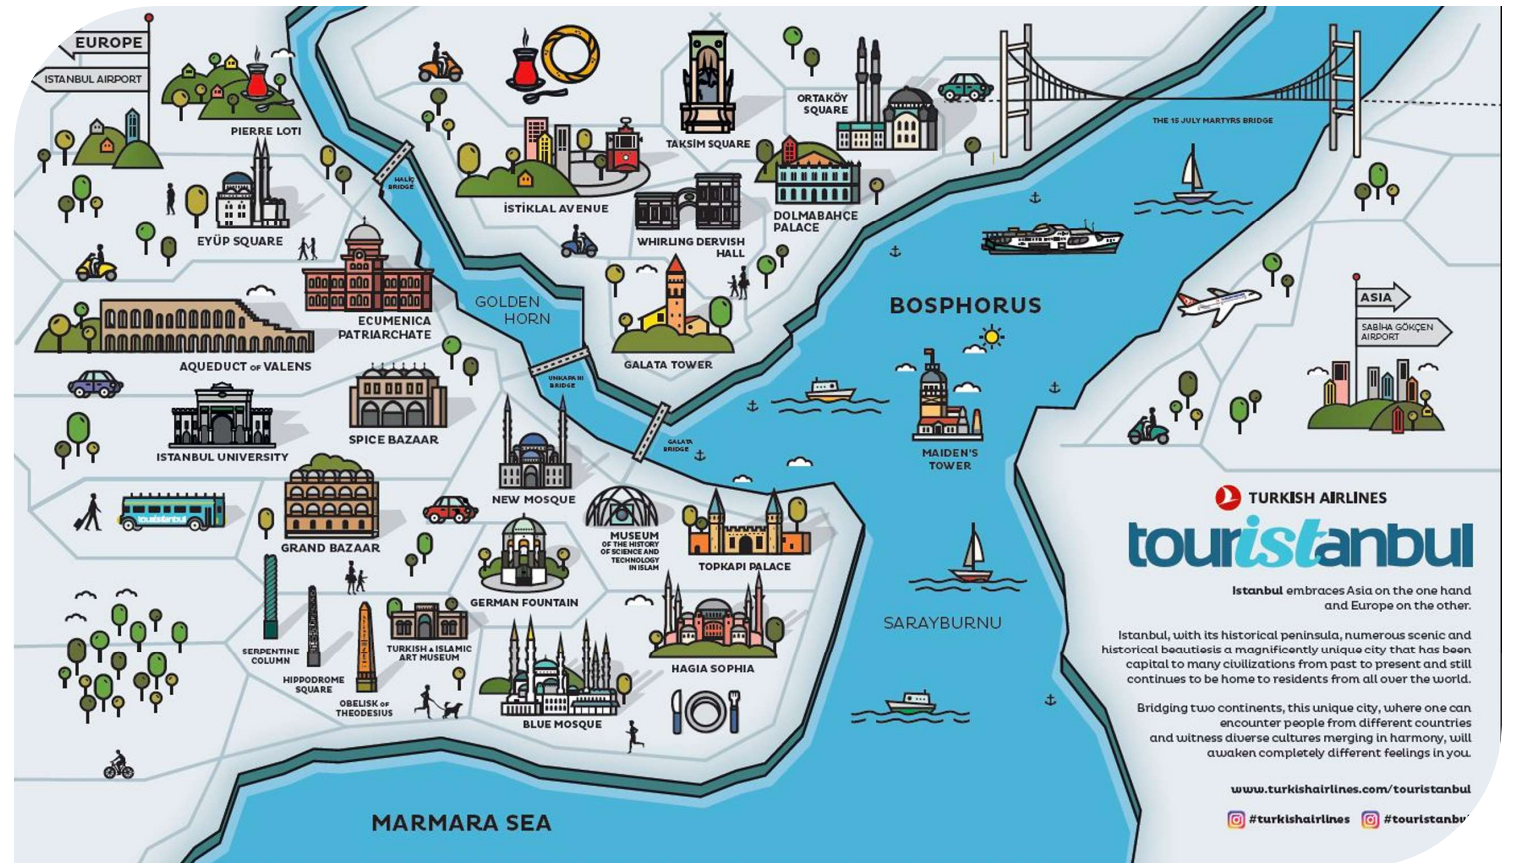 EUROPE
ISTANBUL AIRPORT
PIERRE LOTI
EYÜP SQUARE
HALİÇ
BRIDGE
TAKSİM SQUARE
ORTAKÖY
SQUARE
THE 15 JULY MARTYRS BRIDGE
İSTİKLAL AVENUE
DOLMABAHÇE
PALACE
WHIRLING DERVISH
HALL
ECUMENICA
PATRIARCHATE
GOLDEN
HORN
BOSPHORUS
ASIA
SABİHA GÖKÇEN
AIRPORT
AQUEDUCT OF VALENS
GALATA TOWER
UNKAPANI
BRIDGE
SPICE BAZAAR
GALATA
BRIDGE
MAIDEN'S
TOWER
ISTANBUL UNIVERSITY
NEW MOSQUE
touristanbul
GRAND BAZAAR
MUSEUM
OF THE HISTORY
OF SCIENCE AND
TECHNOLOGY
IN ISLAM
TOPKAPI PALACE
GERMAN FOUNTAIN
SERPENTINE
COLUMN
HIPPODROME
SQUARE
OBELISK OF
THEODESIUS
TURKISH & ISLAMIC
ART MUSEUM
HAGIA SOPHIA
BLUE MOSQUE
SARAYBURNU
MARMARA SEA
TURKISH AIRLINES
touristanbul
Istanbul embraces Asia on the one hand
and Europe on the other.
Istanbul, with its historical peninsula, numerous scenic and
historical beautiesis a magnificently unique city that has been
capital to many civilizations from past to present and still
continues to be home to residents from all over the world.
Bridging two continents, this unique city, where one can
encounter people from different countries
and witness diverse cultures merging in harmony, will
awaken completely different feelings in you.
www.turkishairlines.com/touristanbul
#turkishairlines #touristanbul